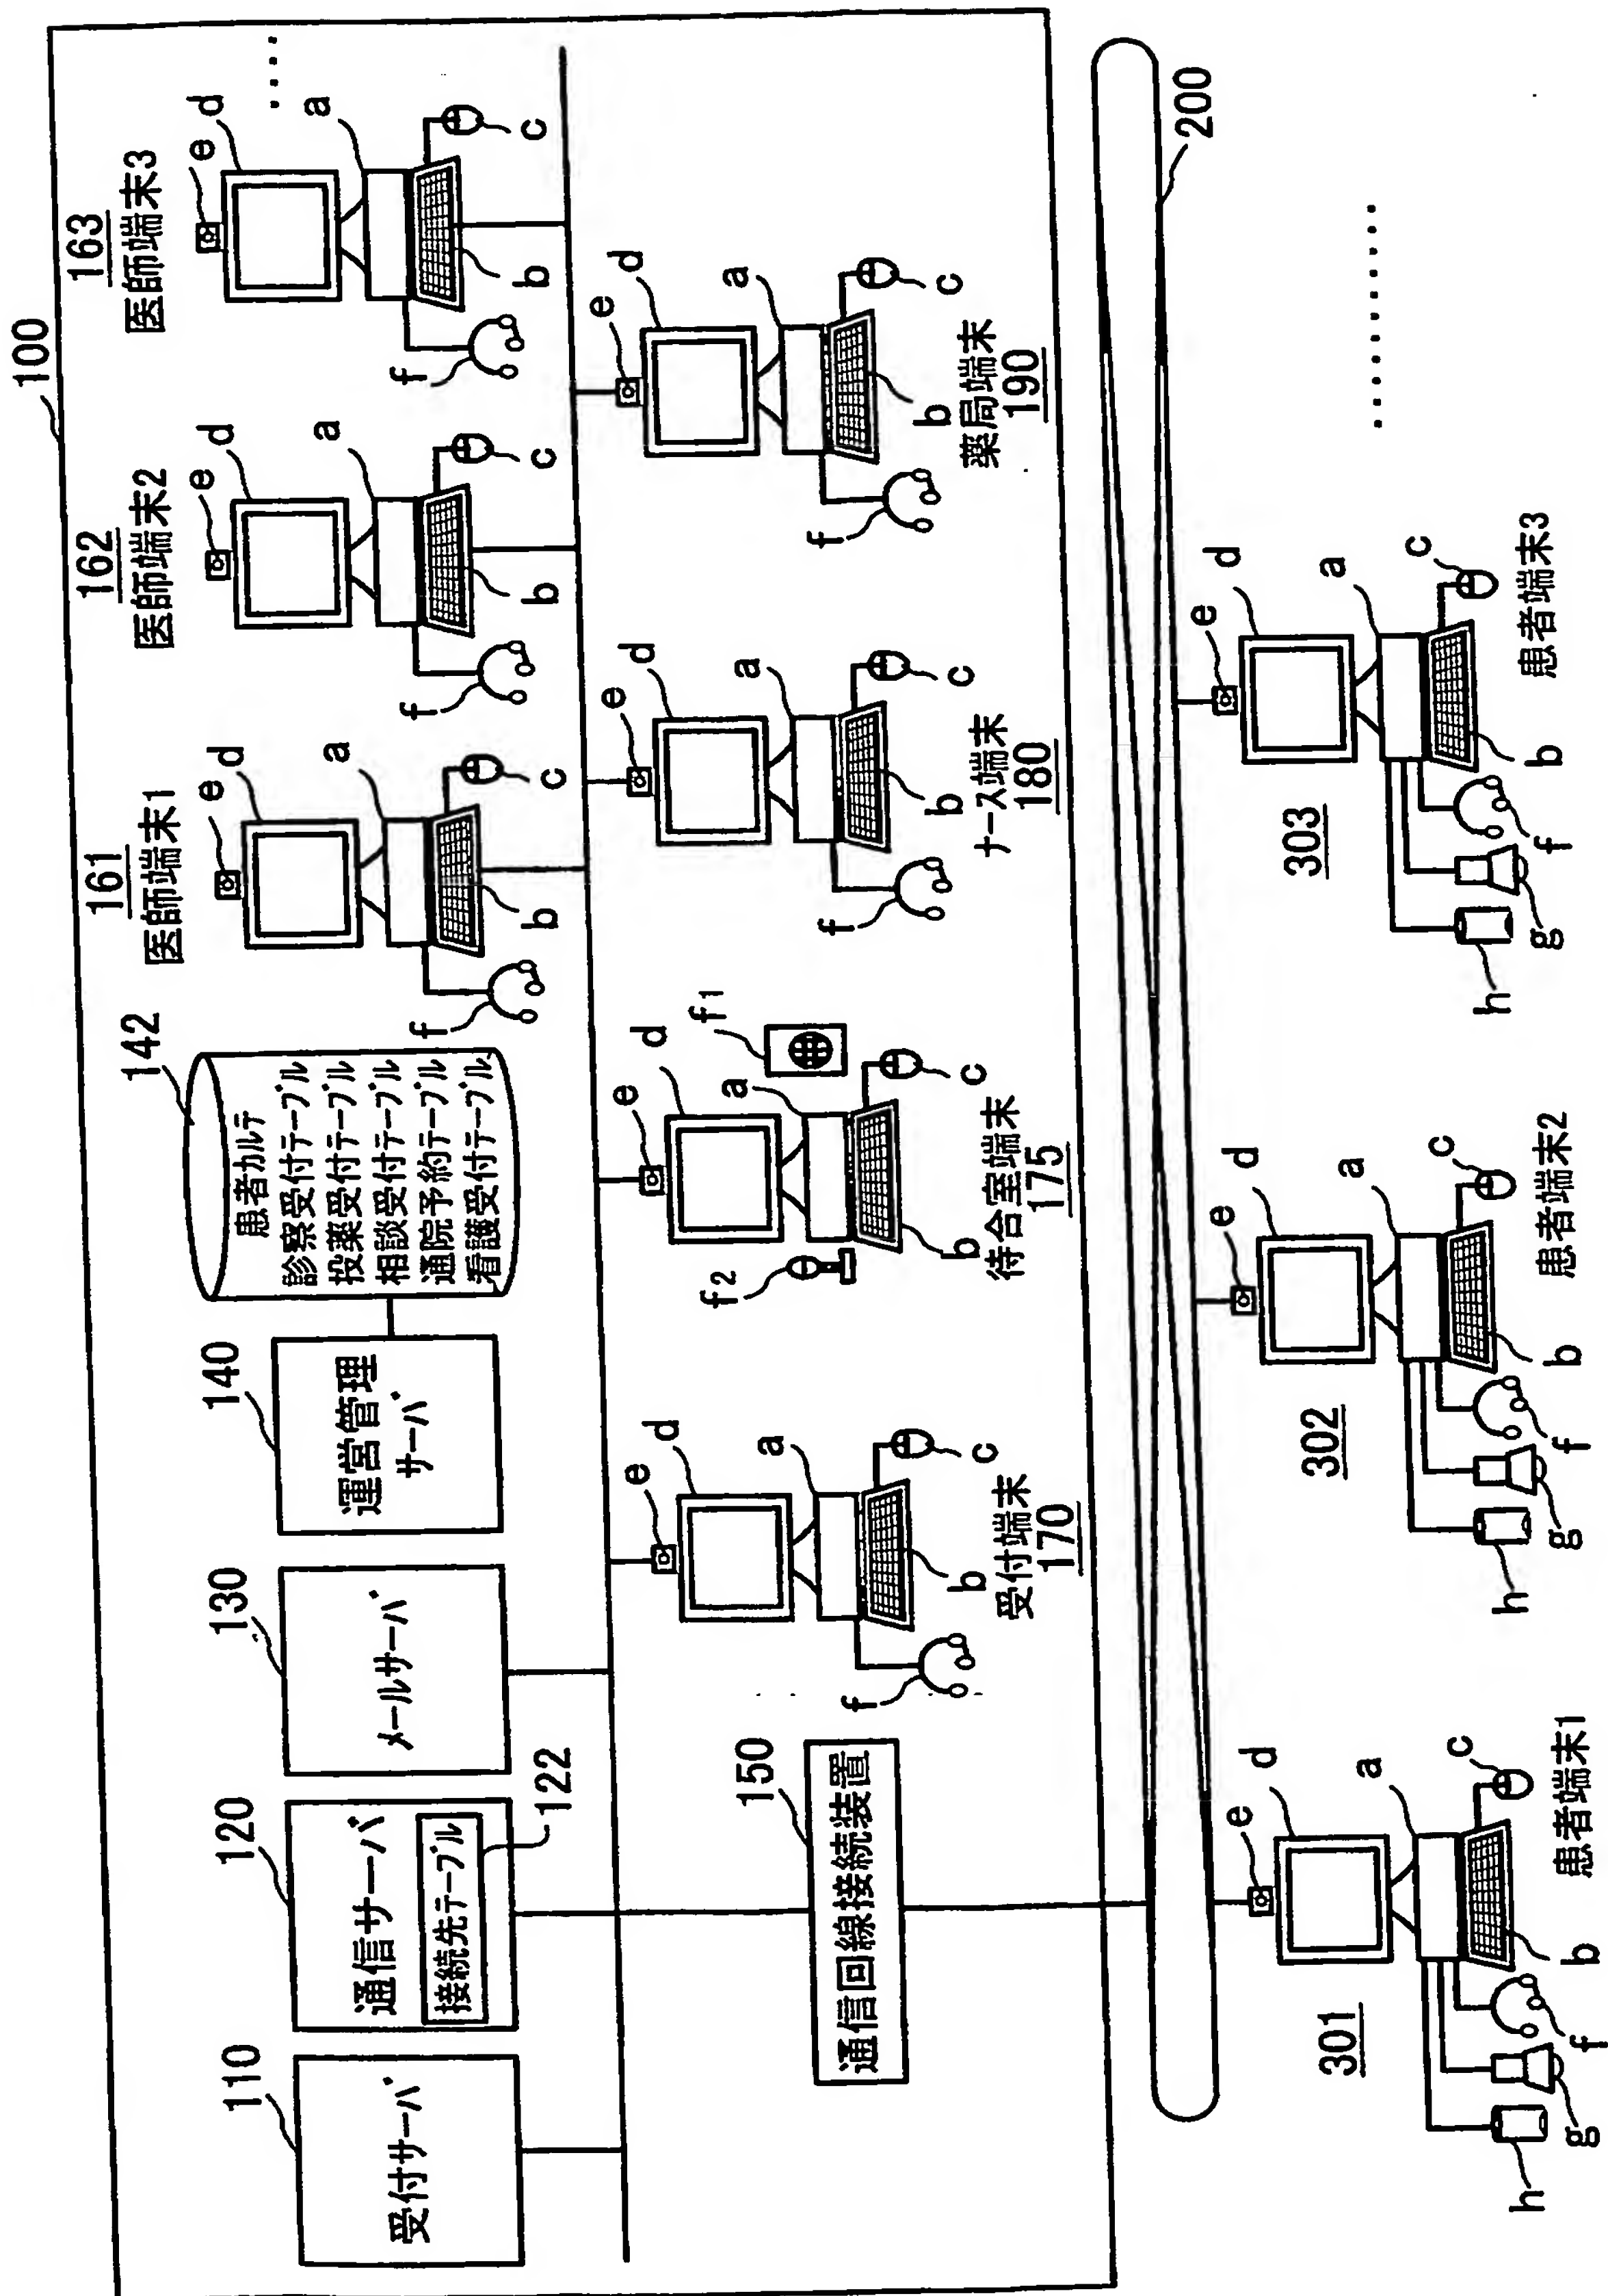 100
110
受付サーバ
120
通信サーバ
接続先テーブル
122
130
メールサーバ
140
運営管理
サーバ
142
患者カルテ
診察受付テーブル
投薬受付テーブル
相談受付テーブル
通院予約テーブル
看護受付テーブル
161
医師端末1
e
d
a
c
b
f
162
医師端末2
e
d
a
c
b
f
163
医師端末3
e
d
a
c
b
f
....
150
通信回線接続装置
e
d
a
c
b
f
受付端末
170
e
d
f1
a
c
b
f2
待合室端末
175
e
d
a
c
b
f
ナース端末
180
e
d
a
c
b
f
薬局端末
190
200
301
e
d
a
c
b
f
g
h
患者端末1
302
e
d
a
c
b
f
g
h
患者端末2
303
e
d
a
c
b
f
g
h
患者端末3
...........